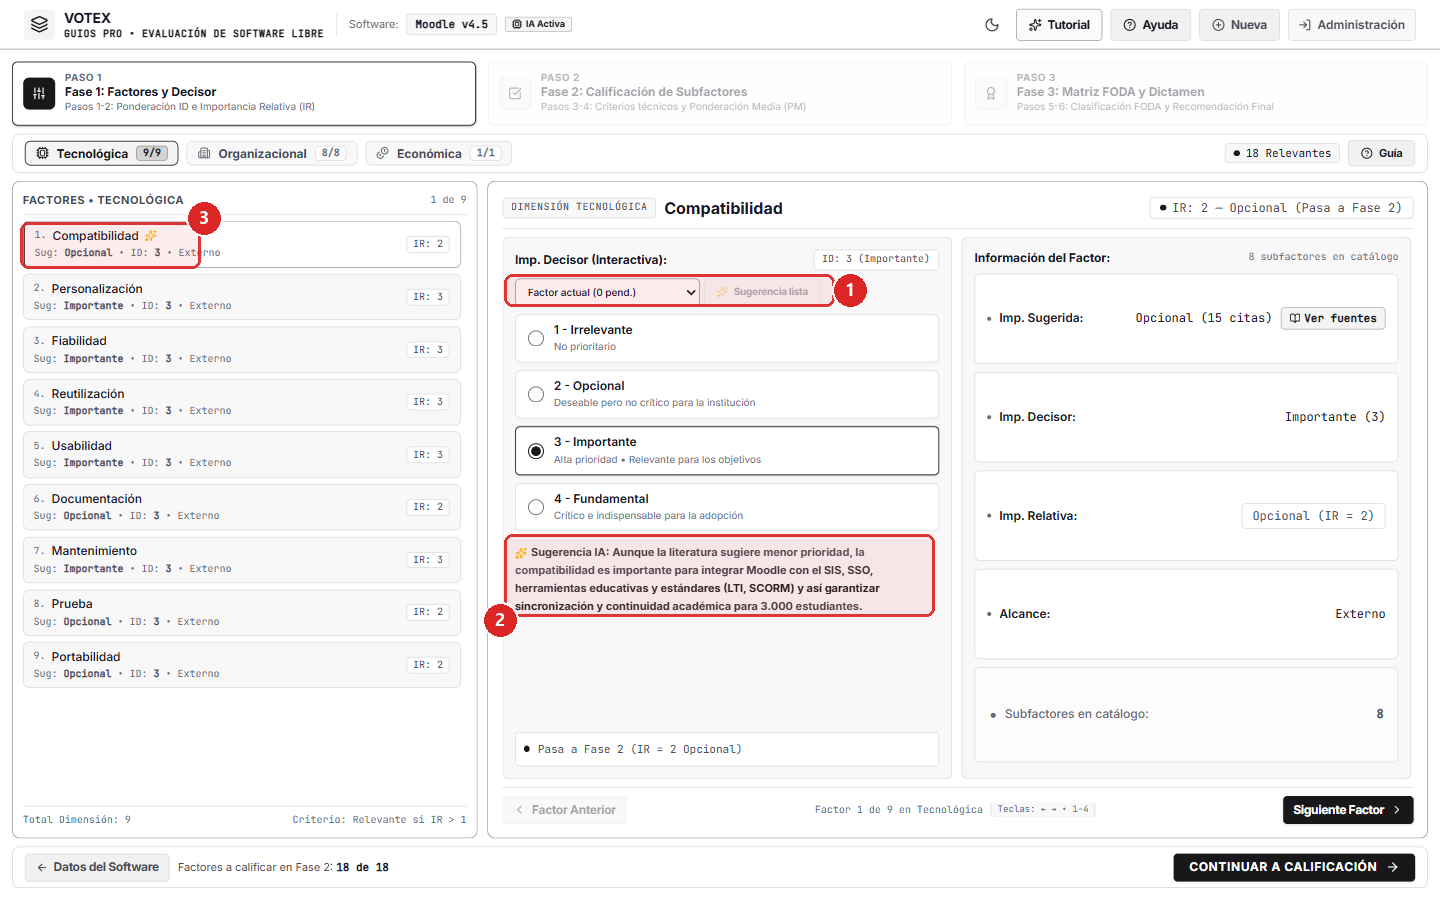 VOTEX
GUIOS PRO • EVALUACIÓN DE SOFTWARE LIBRE
Software: Moodle v4.5 IA Activa
Tutorial Ayuda Nueva Administración
PASO 1
Fase 1: Factores y Decisor
Pasos 1-2: Ponderación ID e Importancia Relativa (IR)
PASO 2
Fase 2: Calificación de Subfactores
Pasos 3-4: Criterios técnicos y Ponderación Media (PM)
PASO 3
Fase 3: Matriz FODA y Dictamen
Pasos 5-6: Clasificación FODA y Recomendación Final
Tecnológica 9/9 Organizacional 8/8 Económica 1/1
18 Relevantes Guía
FACTORES • TECNOLÓGICA 1 de 9
3
1. Compatibilidad
Sug: Opcional • ID: 3 • Externo
IR: 2
2. Personalización
Sug: Importante • ID: 3 • Externo
IR: 3
3. Fiabilidad
Sug: Importante • ID: 3 • Externo
IR: 3
4. Reutilización
Sug: Importante • ID: 3 • Externo
IR: 3
5. Usabilidad
Sug: Importante • ID: 3 • Externo
IR: 3
6. Documentación
Sug: Opcional • ID: 3 • Externo
IR: 2
7. Mantenimiento
Sug: Importante • ID: 3 • Externo
IR: 3
8. Prueba
Sug: Opcional • ID: 3 • Externo
IR: 2
9. Portabilidad
Sug: Opcional • ID: 3 • Externo
IR: 2
Total Dimensión: 9 Criterio: Relevante si IR > 1
DIMENSIÓN TECNOLÓGICA Compatibilidad
IR: 2 — Opcional (Pasa a Fase 2)
Imp. Decisor (Interactiva): ID: 3 (Importante)
Factor actual (0 pend.) Sugerencia lista
1
1 - Irrelevante
No prioritario
2 - Opcional
Deseable pero no crítico para la institución
3 - Importante
Alta prioridad • Relevante para los objetivos
4 - Fundamental
Crítico e indispensable para la adopción
Sugerencia IA: Aunque la literatura sugiere menor prioridad, la
compatibilidad es importante para integrar Moodle con el SIS, SSO,
herramientas educativas y estándares (LTI, SCORM) y así garantizar
sincronización y continuidad académica para 3.000 estudiantes.
2
Pasa a Fase 2 (IR = 2 Opcional)
Información del Factor: 8 subfactores en catálogo
• Imp. Sugerida: Opcional (15 citas) Ver fuentes
• Imp. Decisor: Importante (3)
• Imp. Relativa: Opcional (IR = 2)
• Alcance: Externo
• Subfactores en catálogo: 8
Factor Anterior
Factor 1 de 9 en Tecnológica Teclas: ← → • 1-4
Siguiente Factor
Datos del Software Factores a calificar en Fase 2: 18 de 18
CONTINUAR A CALIFICACIÓN →